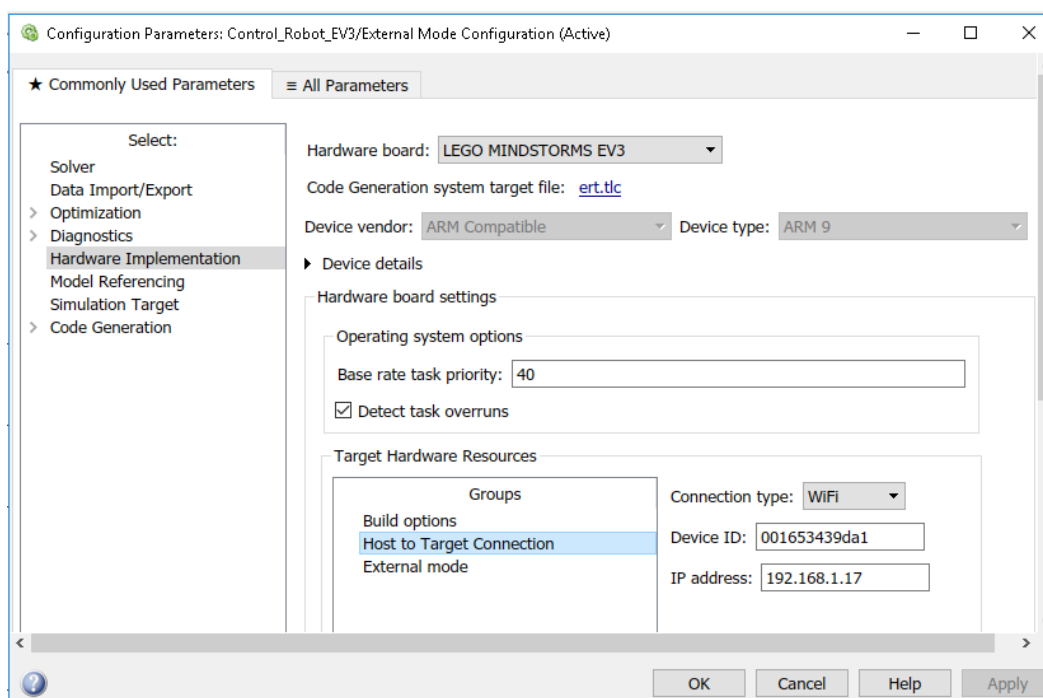 Configuration Parameters: Control_Robot_EV3/External Mode Configuration (Active)
★ Commonly Used Parameters
≡ All Parameters
Select:
Solver
Data Import/Export
Optimization
Diagnostics
Hardware Implementation
Model Referencing
Simulation Target
Code Generation
Hardware board: LEGO MINDSTORMS EV3
Code Generation system target file: ert.tlc
Device vendor: ARM Compatible Device type: ARM 9
Device details
Hardware board settings
Operating system options
Base rate task priority: 40
Detect task overruns
Target Hardware Resources
Groups
Build options
Host to Target Connection
External mode
Connection type: WiFi
Device ID: 001653439da1
IP address: 192.168.1.17
OK Cancel Help Apply